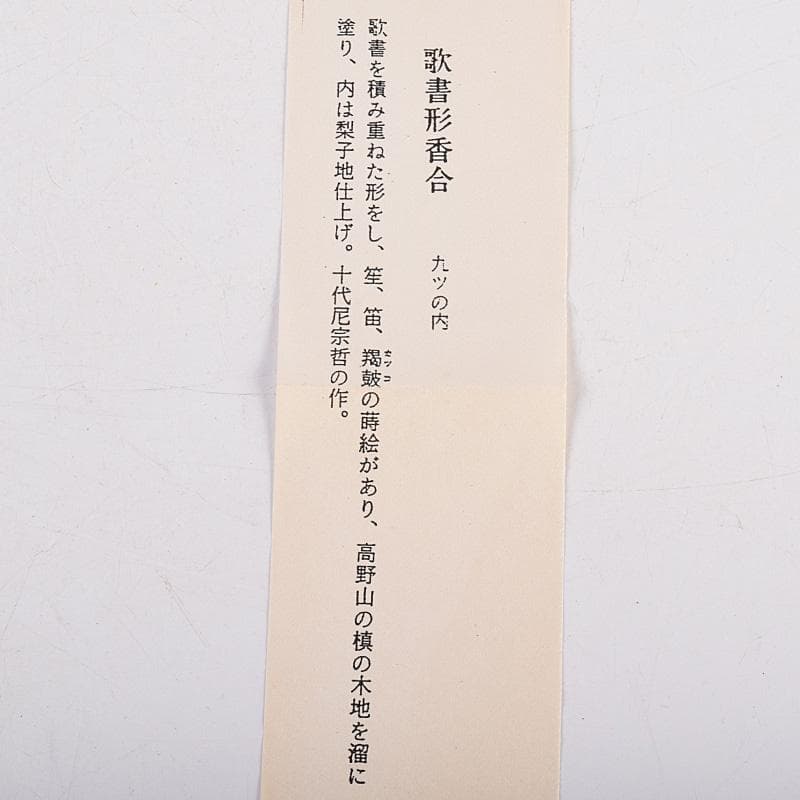 歌書形香合　九ツの内
歌書を積み重ねた形をし、笙、笛、羯鼓の蒔絵があり、高野山の槙の木地を溜に
カツコ
塗り、内は梨子地仕上げ。十代尼宗哲の作。